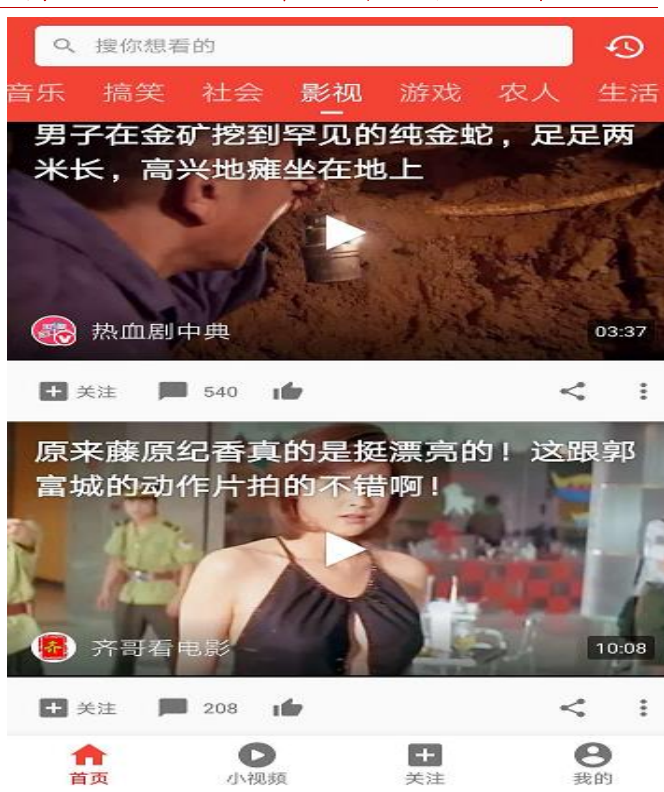 搜你想看的
音乐 搞笑 社会 影视 游戏 农人 生活
男子在金矿挖到罕见的纯金蛇，足足两
米长，高兴地瘫坐在地上
热血剧中典
03:37
关注 540
原来藤原纪香真的是挺漂亮的！这跟郭
富城的动作片拍的不错啊！
齐哥看电影
10:08
关注 208
首页 小视频 关注 我的